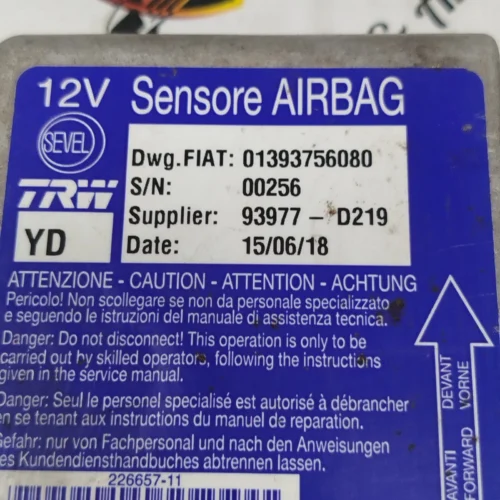 12V Sensore AIRBAG
SEVEL
TRW
YD
Dwg.FIAT: 01393756080
S/N: 00256
Supplier: 93977 - D219
Date: 15/06/18
ATTENZIONE - CAUTION - ATTENTION - ACHTUNG
Pericolo! Non scollegare se non da personale specializzato
e seguendo le istruzioni del manuale di assistenza tecnica.
Danger: Do not disconnect! This operation is only to be
carried out by skilled operators, following the instructions
given in the service manual.
Danger: Seul le personel specialisé est autorisé à débrancher
en se tenant aux instructions du manuel de reparation.
Gefahr: nur von Fachpersonal und nach den Anweisungen
des Kundendiensthandbuches abtrennen lassen.
226657-11
AVANTI DEVANT
FORWARD VORNE